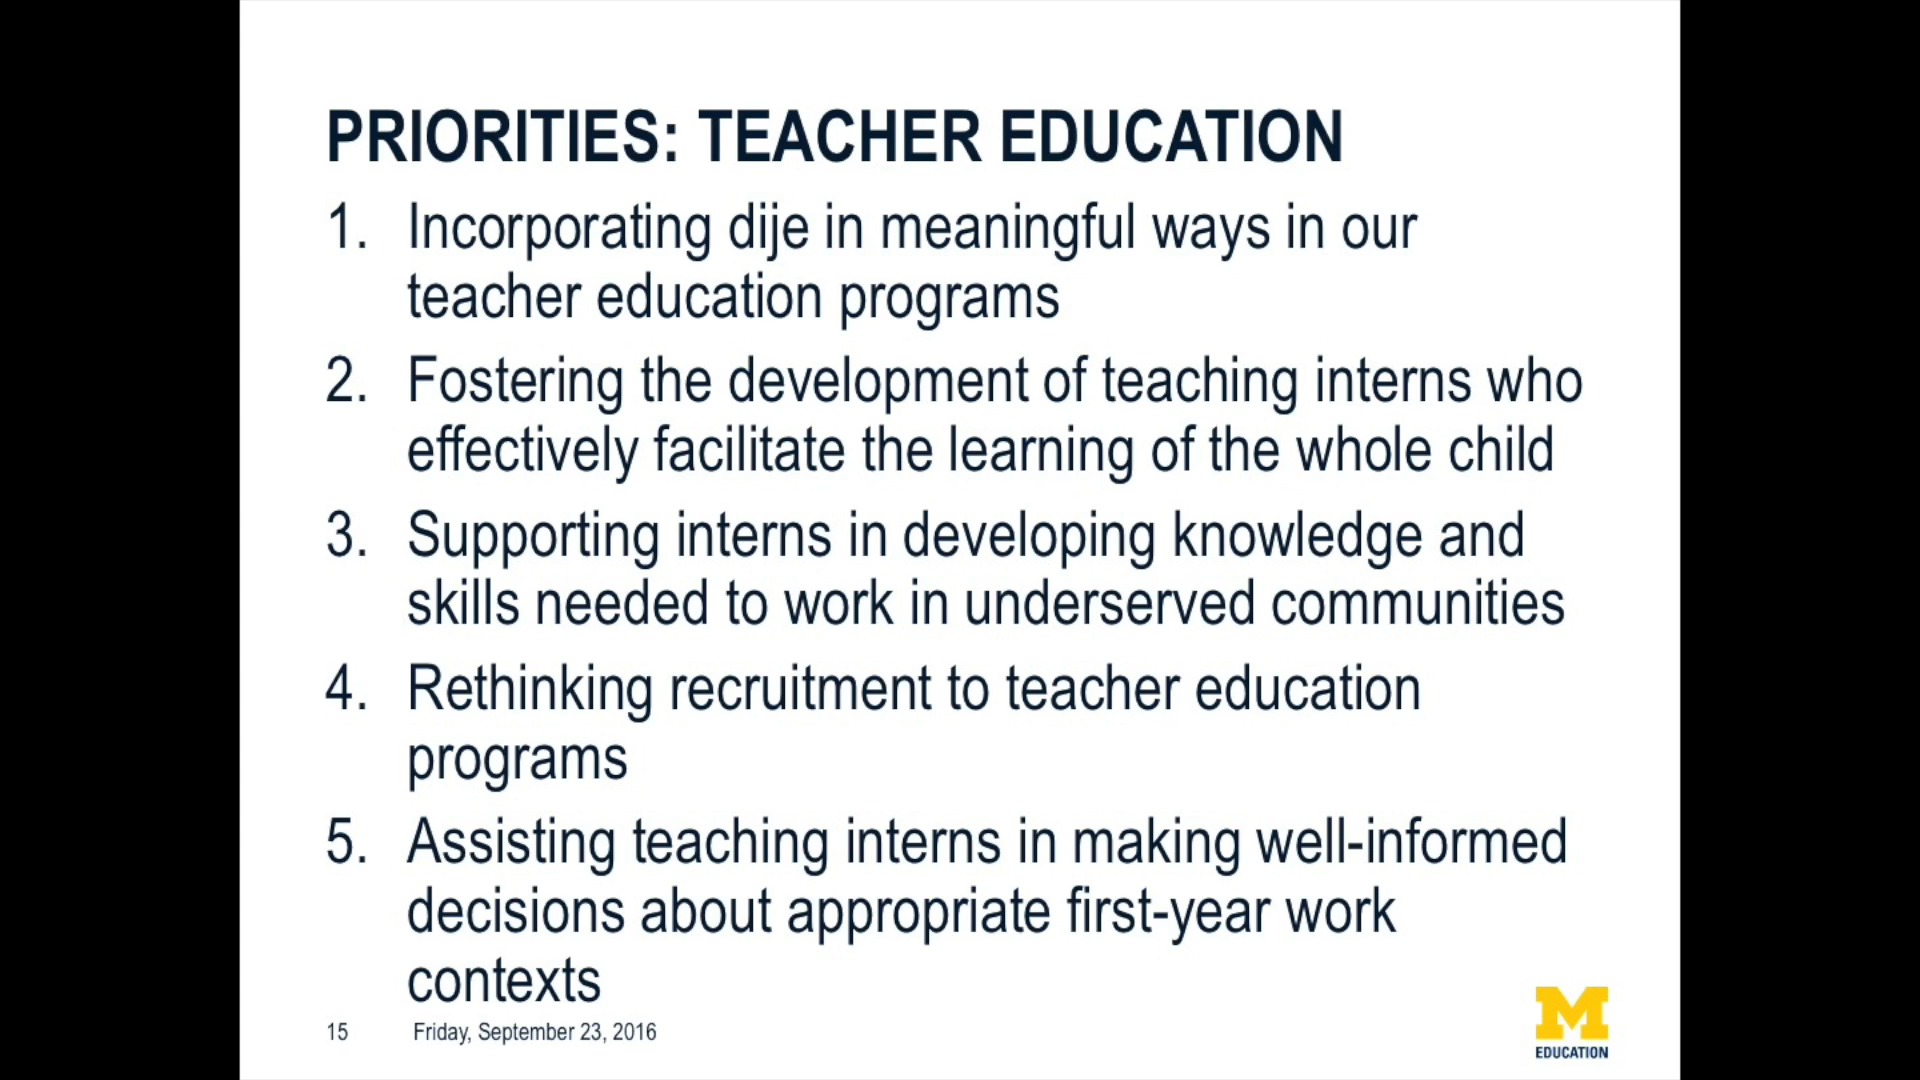 PRIORITIES: TEACHER EDUCATION
1. Incorporating dije in meaningful ways in our
teacher education programs
2. Fostering the development of teaching interns who
effectively facilitate the learning of the whole child
3. Supporting interns in developing knowledge and
skills needed to work in underserved communities
4. Rethinking recruitment to teacher education
programs
5. Assisting teaching interns in making well-informed
decisions about appropriate first-year work
contexts
15 Friday, September 23, 2016
M
EDUCATION